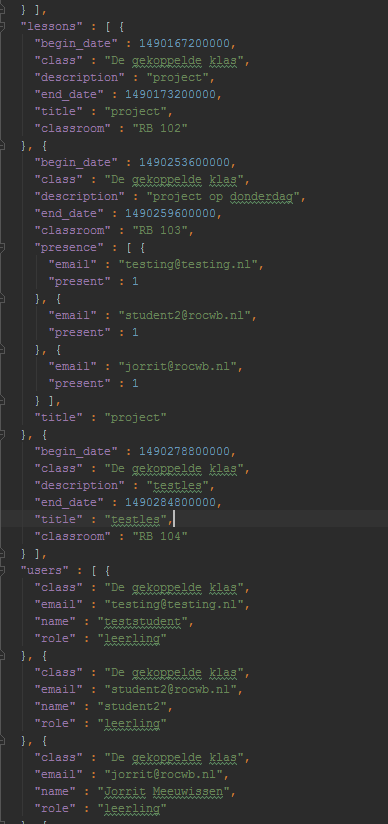 } ],
"lessons" : [ {
"begin_date" : 1490167200000,
"class" : "De gekoppelde klas",
"description" : "project",
"end_date" : 1490173200000,
"title" : "project",
"classroom" : "RB 102"
}, {
"begin_date" : 1490253600000,
"class" : "De gekoppelde klas",
"description" : "project op donderdag",
"end_date" : 1490259600000,
"classroom" : "RB 103",
"presence" : [ {
"email" : "testing@testing.nl",
"present" : 1
}, {
"email" : "student2@rocwb.nl",
"present" : 1
}, {
"email" : "jorrit@rocwb.nl",
"present" : 1
} ],
"title" : "project"
}, {
"begin_date" : 1490278800000,
"class" : "De gekoppelde klas",
"description" : "testles",
"end_date" : 1490284800000,
"title" : "testles",
"classroom" : "RB 104"
} ],
"users" : [ {
"class" : "De gekoppelde klas",
"email" : "testing@testing.nl",
"name" : "teststudent",
"role" : "leerling"
}, {
"class" : "De gekoppelde klas",
"email" : "student2@rocwb.nl",
"name" : "student2",
"role" : "leerling"
}, {
"class" : "De gekoppelde klas",
"email" : "jorrit@rocwb.nl",
"name" : "Jorrit Meeuwissen",
"role" : "leerling"
}, {